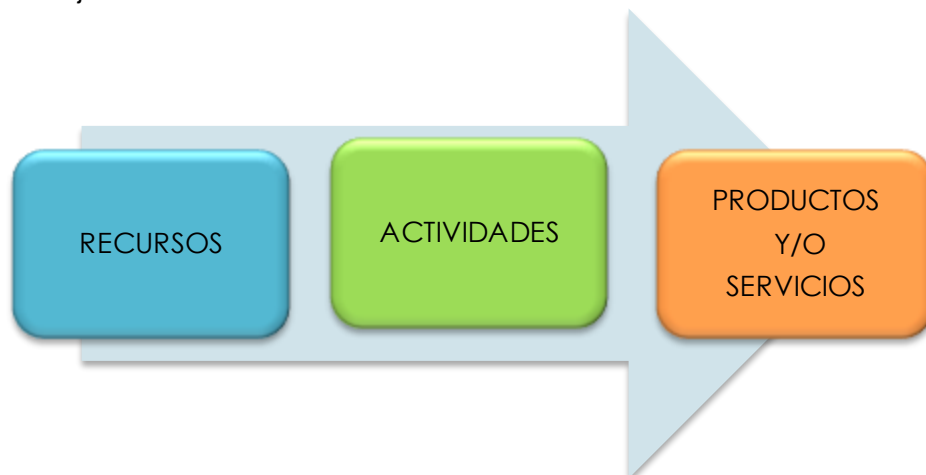 RECURSOS
ACTIVIDADES
PRODUCTOS
Y/O
SERVICIOS